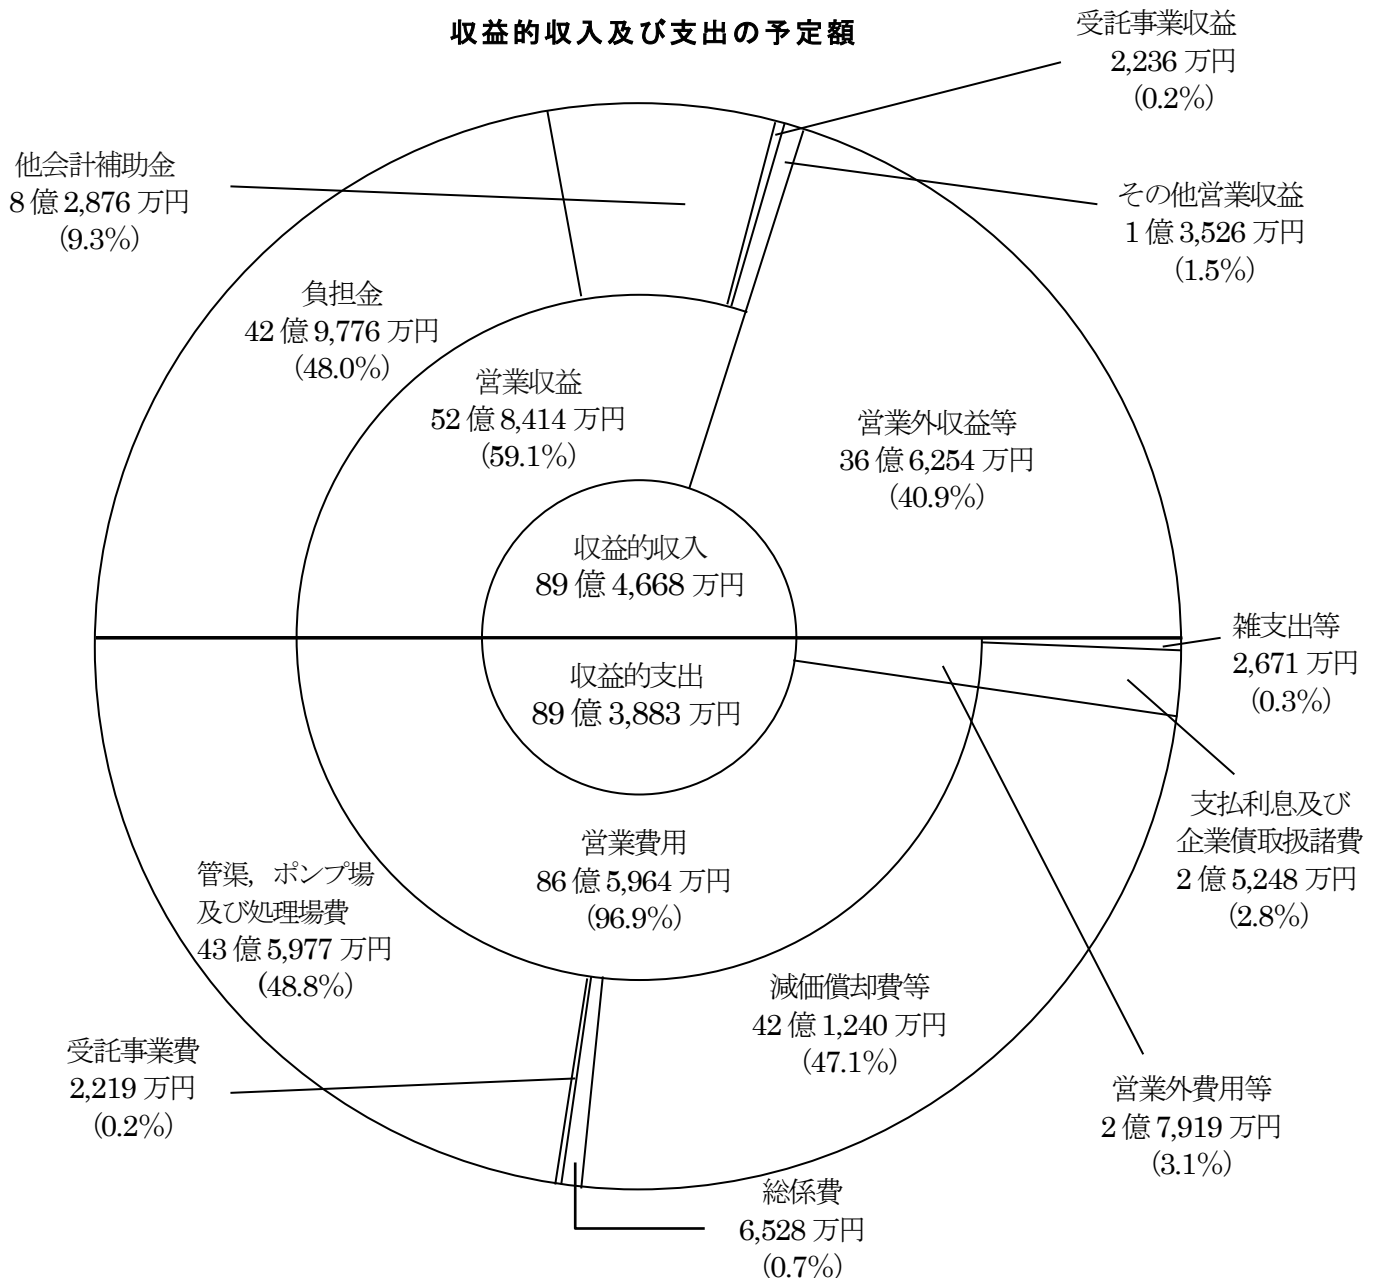 収益的収入及び支出の予定額
受託事業収益
2,236 万円
(0.2%)
他会計補助金
8 億 2,876 万円
(9.3%)
その他営業収益
1 億 3,526 万円
(1.5%)
負担金
42 億 9,776 万円
(48.0%)
営業収益
52 億 8,414 万円
(59.1%)
営業外収益等
36 億 6,254 万円
(40.9%)
収益的収入
89 億 4,668 万円
収益的支出
89 億 3,883 万円
雑支出等
2,671 万円
(0.3%)
支払利息及び
企業債取扱諸費
2 億 5,248 万円
(2.8%)
営業費用
86 億 5,964 万円
(96.9%)
管渠，ポンプ場
及び処理場費
43 億 5,977 万円
(48.8%)
減価償却費等
42 億 1,240 万円
(47.1%)
受託事業費
2,219 万円
(0.2%)
営業外費用等
2 億 7,919 万円
(3.1%)
総係費
6,528 万円
(0.7%)